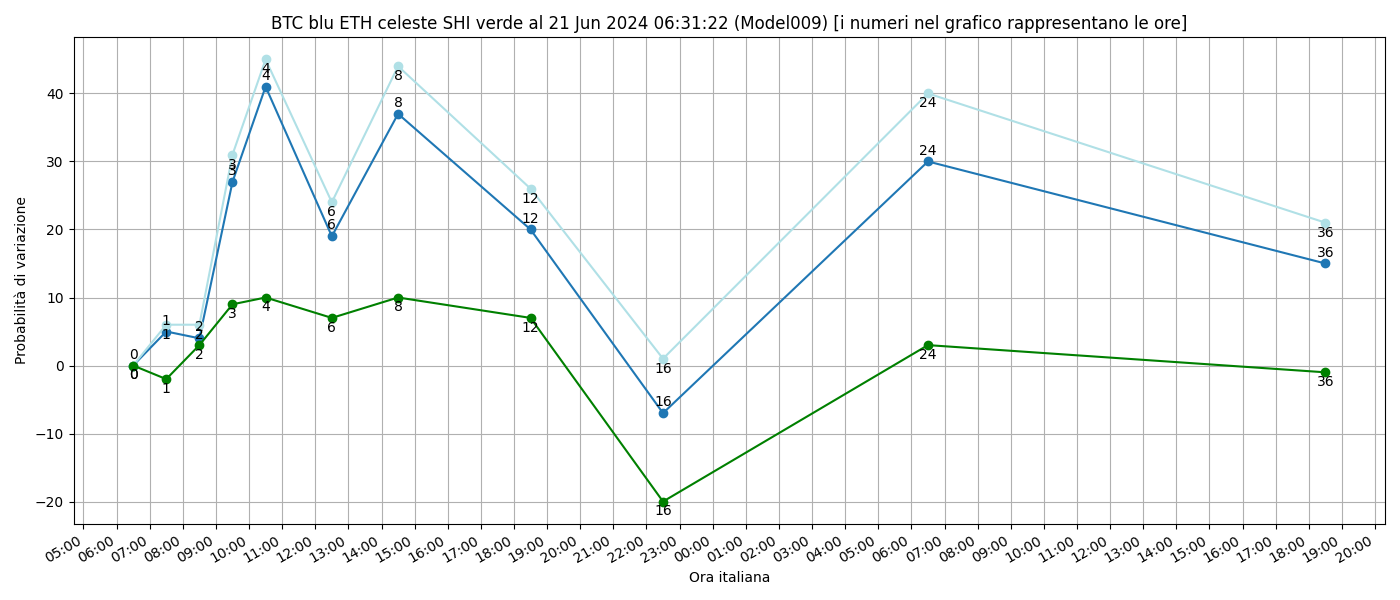 BTC blu ETH celeste SHI verde al 21 Jun 2024 06:31:22 (Model009) [i numeri nel grafico rappresentano le ore]
Probabilità di variazione
40
30
20
10
0
−10
−20
0 1 2 3 4 6 8 12 16 24 36
0 1 2 3 4 6 8 12 16 24 36
0 1 2 3 4 6 8 12 16 24 36
05:00 06:00 07:00 08:00 09:00 10:00 11:00 12:00 13:00 14:00 15:00 16:00 17:00 18:00 19:00 20:00 21:00 22:00 23:00 00:00 01:00 02:00 03:00 04:00 05:00 06:00 07:00 08:00 09:00 10:00 11:00 12:00 13:00 14:00 15:00 16:00 17:00 18:00 19:00 20:00
Ora italiana